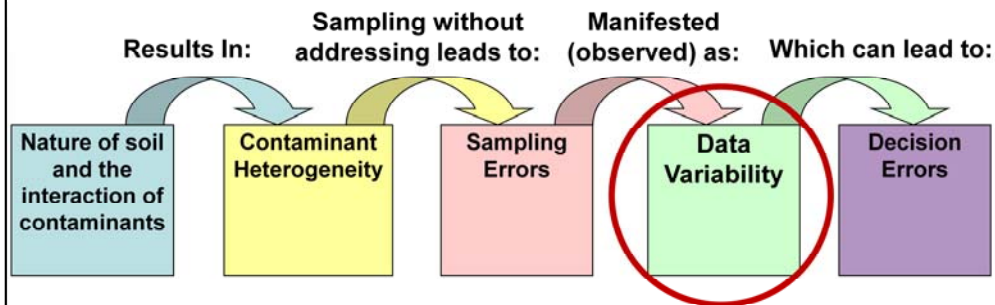 Results In:
Sampling without
addressing leads to:
Manifested
(observed) as:
Which can lead to:
Nature of soil
and the
interaction of
contaminants
Contaminant
Heterogeneity
Sampling
Errors
Data
Variability
Decision
Errors